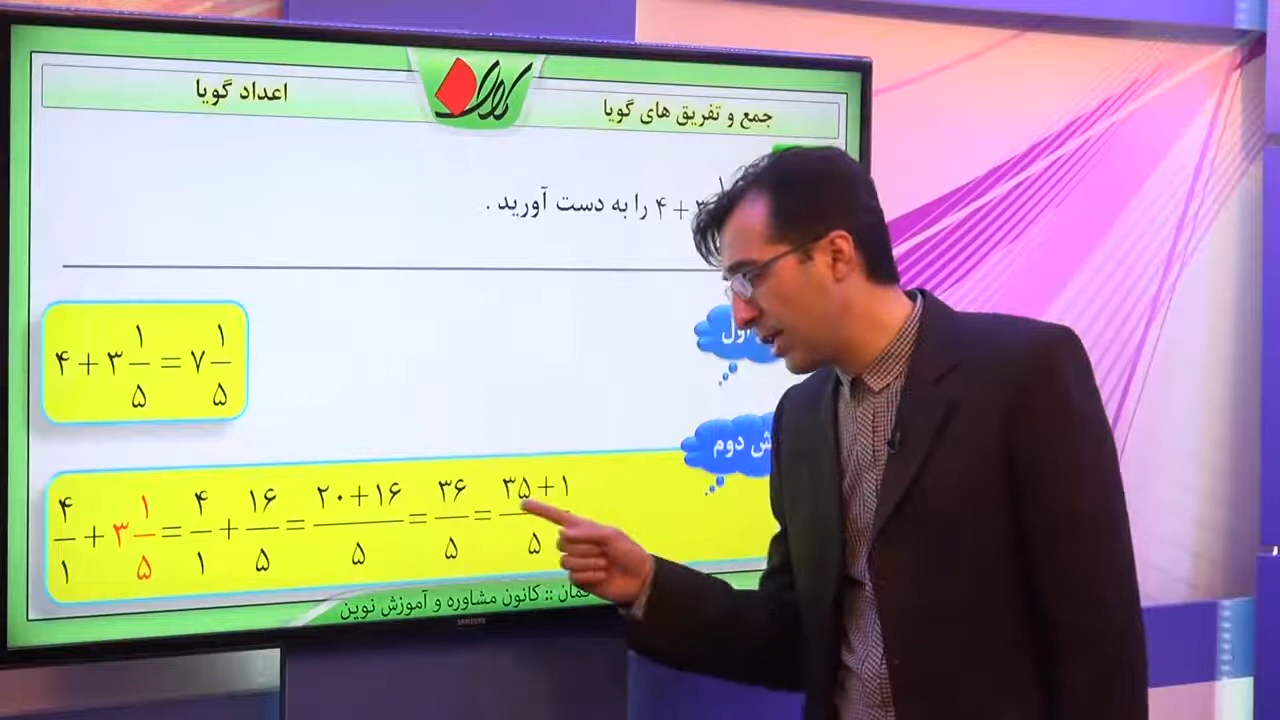 جمع و تفریق های گویا
اعداد گویا
۴+۳ را به دست آورید .
اول
۴+۳ ۱/۵ = ۷ ۱/۵
ش دوم
۴/۱ + ۳ ۱/۵ = ۴/۱ + ۱۶/۵ = ۲۰+۱۶/۵ = ۳۶/۵ = ۳۵+۱/۵
کانون مشاوره و آموزش نوین ::
SAMSUNG